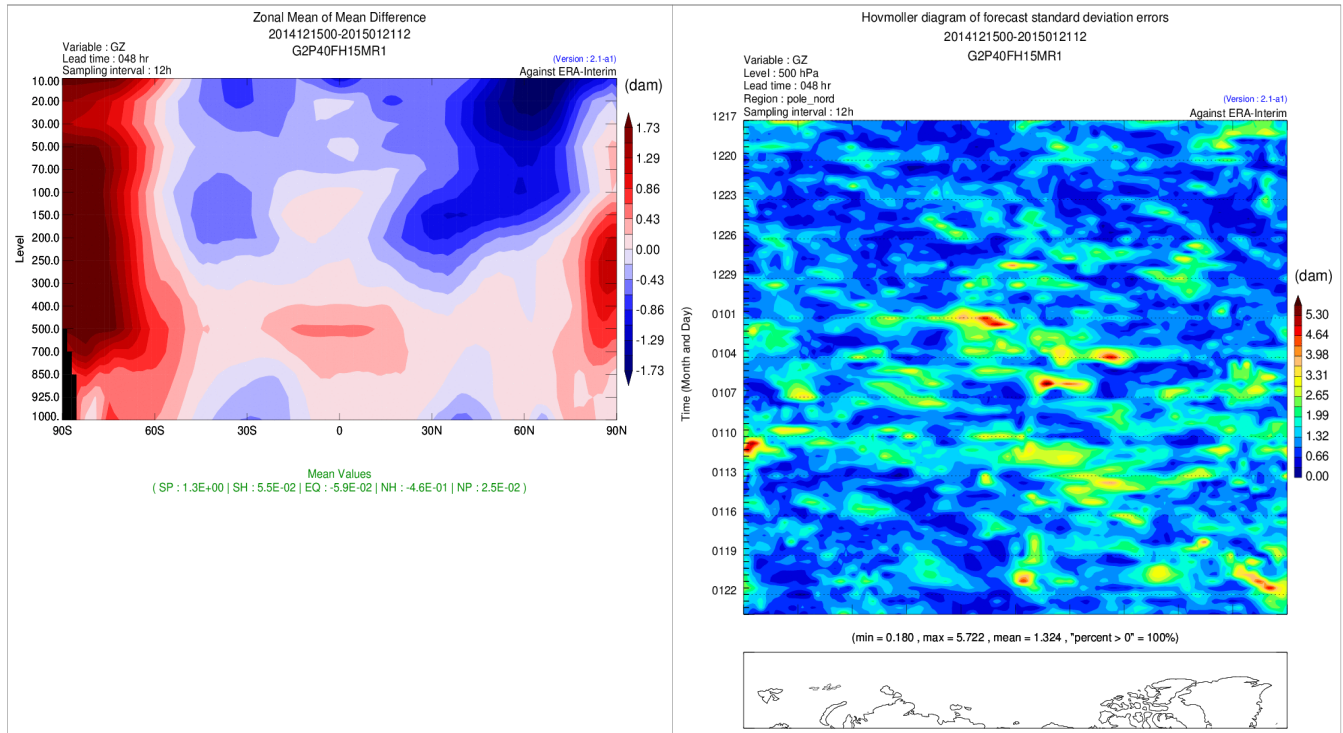 Zonal Mean of Mean Difference
2014121500-2015012112
G2P40FH15MR1
Variable : GZ
Lead time : 048 hr
Sampling interval : 12h
(Version : 2.1-a1)
Against ERA-Interim
(dam)
Level
10.00
20.00
30.00
50.00
70.00
100.0
150.0
200.0
250.0
300.0
400.0
500.0
700.0
850.0
925.0
1000.
90S
60S
30S
0
30N
60N
90N
1.73
1.29
0.86
0.43
0.00
-0.43
-0.86
-1.29
-1.73
Mean Values
( SP : 1.3E+00 | SH : 5.5E-02 | EQ : -5.9E-02 | NH : -4.6E-01 | NP : 2.5E-02 )
Hovmoller diagram of forecast standard deviation errors
2014121500-2015012112
G2P40FH15MR1
Variable : GZ
Level : 500 hPa
Lead time : 048 hr
Region : pole_nord
Sampling interval : 12h
(Version : 2.1-a1)
Against ERA-Interim
Time (Month and Day)
1217
1220
1223
1226
1229
0101
0104
0107
0110
0113
0116
0119
0122
(dam)
5.30
4.64
3.98
3.31
2.65
1.99
1.32
0.66
0.00
(min = 0.180 , max = 5.722 , mean = 1.324 , "percent > 0" = 100%)